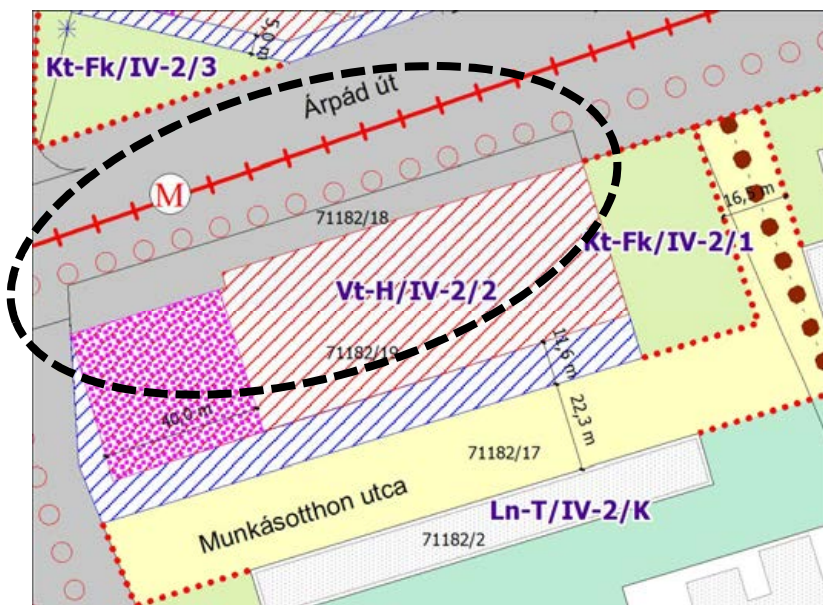 5,0 m
Kt-Fk/IV-2/3
Árpád út
M
16,5 m
71182/18
Kt-Fk/IV-2/1
Vt-H/IV-2/2
71182/19
11,6 m
40,0 m
22,3 m
71182/17
Munkásotthon utca
Ln-T/IV-2/K
71182/2